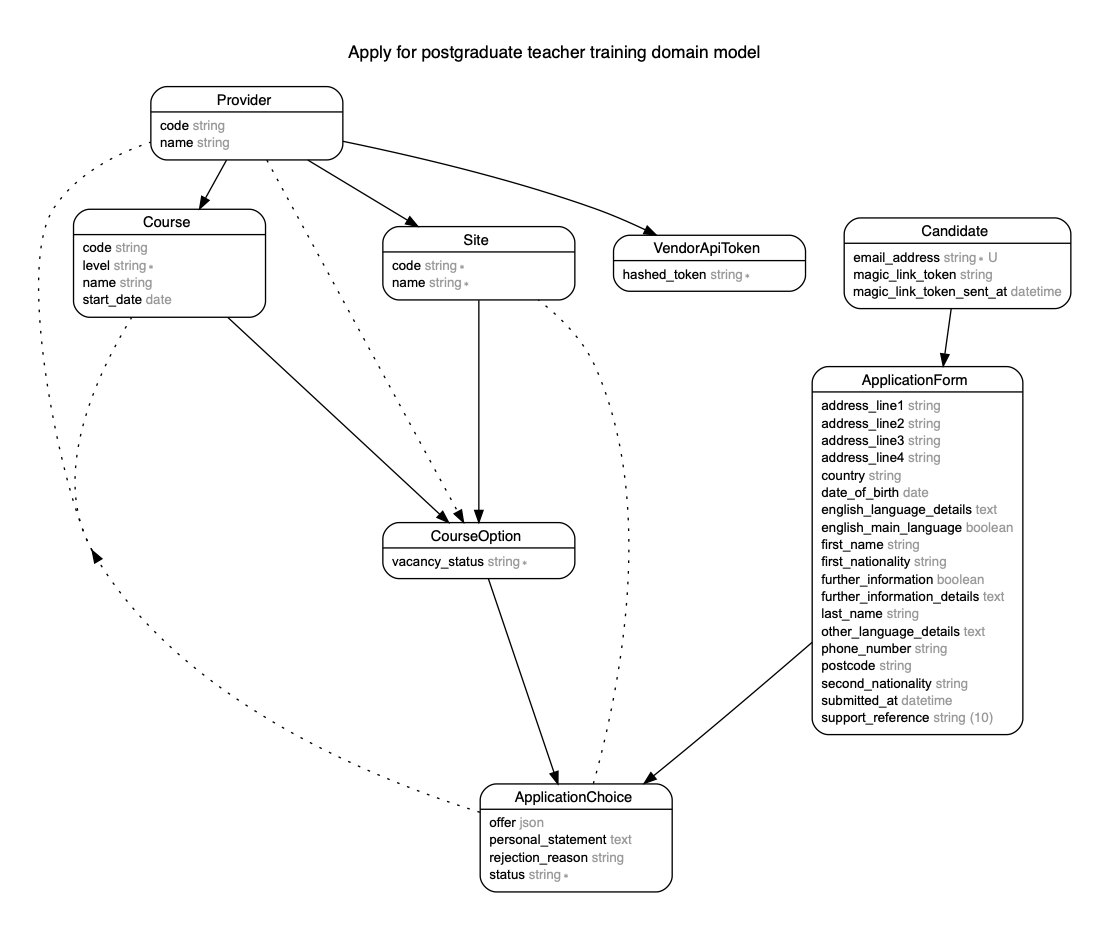 Apply for postgraduate teacher training domain model
Provider
code string
name string
Course
code string
level string *
name string
start_date date
Site
code string *
name string *
VendorApiToken
hashed_token string *
Candidate
email_address string * U
magic_link_token string
magic_link_token_sent_at datetime
ApplicationForm
address_line1 string
address_line2 string
address_line3 string
address_line4 string
country string
date_of_birth date
english_language_details text
english_main_language boolean
first_name string
first_nationality string
further_information boolean
further_information_details text
last_name string
other_language_details text
phone_number string
postcode string
second_nationality string
submitted_at datetime
support_reference string (10)
CourseOption
vacancy_status string *
ApplicationChoice
offer json
personal_statement text
rejection_reason string
status string *